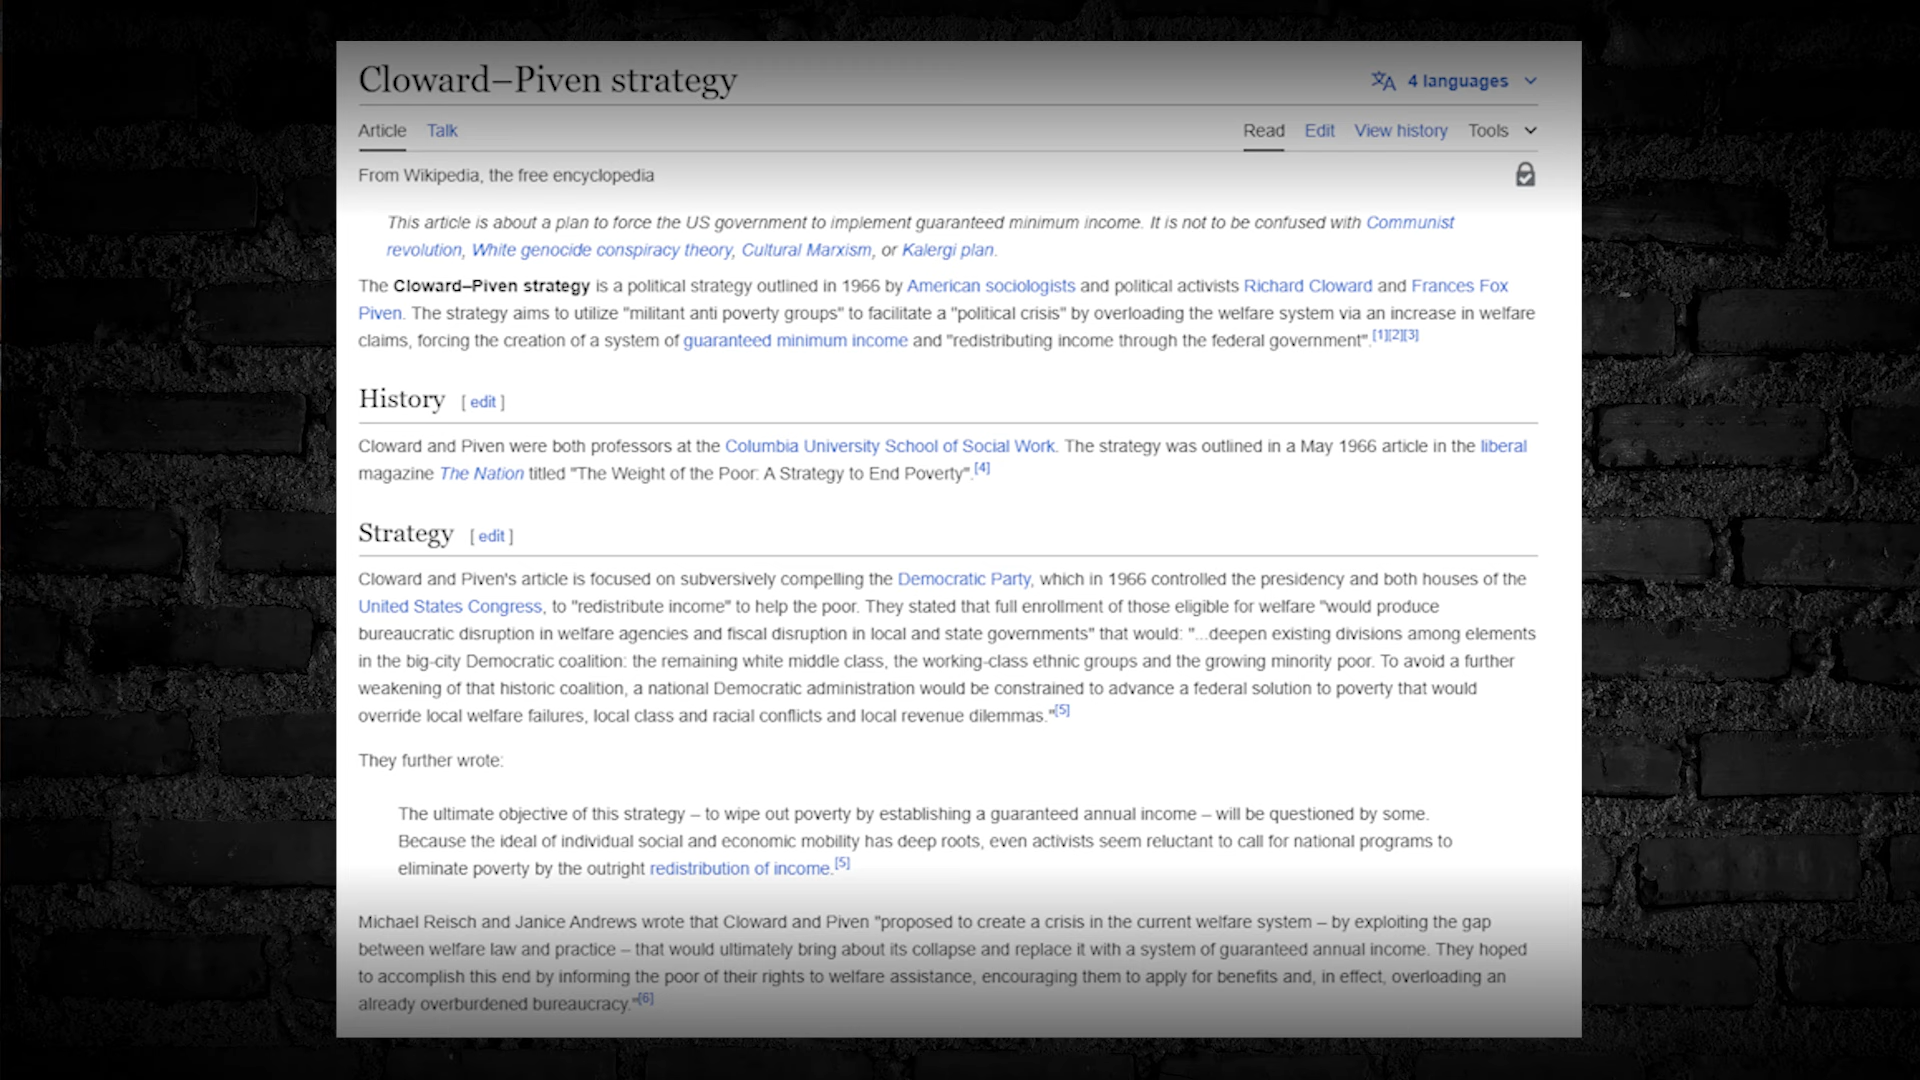 Cloward–Piven strategy
4 languages
Article Talk
Read Edit View history Tools
From Wikipedia, the free encyclopedia
This article is about a plan to force the US government to implement guaranteed minimum income. It is not to be confused with Communist
revolution, White genocide conspiracy theory, Cultural Marxism, or Kalergi plan.
The Cloward–Piven strategy is a political strategy outlined in 1966 by American sociologists and political activists Richard Cloward and Frances Fox
Piven. The strategy aims to utilize "militant anti poverty groups" to facilitate a "political crisis" by overloading the welfare system via an increase in welfare
claims, forcing the creation of a system of guaranteed minimum income and "redistributing income through the federal government".[1][2][3]
History [ edit ]
Cloward and Piven were both professors at the Columbia University School of Social Work. The strategy was outlined in a May 1966 article in the liberal
magazine The Nation titled "The Weight of the Poor: A Strategy to End Poverty".[4]
Strategy [ edit ]
Cloward and Piven's article is focused on subversively compelling the Democratic Party, which in 1966 controlled the presidency and both houses of the
United States Congress, to "redistribute income" to help the poor. They stated that full enrollment of those eligible for welfare "would produce
bureaucratic disruption in welfare agencies and fiscal disruption in local and state governments" that would: "...deepen existing divisions among elements
in the big-city Democratic coalition: the remaining white middle class, the working-class ethnic groups and the growing minority poor. To avoid a further
weakening of that historic coalition, a national Democratic administration would be constrained to advance a federal solution to poverty that would
override local welfare failures, local class and racial conflicts and local revenue dilemmas."[5]
They further wrote:
The ultimate objective of this strategy – to wipe out poverty by establishing a guaranteed annual income – will be questioned by some.
Because the ideal of individual social and economic mobility has deep roots, even activists seem reluctant to call for national programs to
eliminate poverty by the outright redistribution of income.[5]
Michael Reisch and Janice Andrews wrote that Cloward and Piven "proposed to create a crisis in the current welfare system – by exploiting the gap
between welfare law and practice – that would ultimately bring about its collapse and replace it with a system of guaranteed annual income. They hoped
to accomplish this end by informing the poor of their rights to welfare assistance, encouraging them to apply for benefits and, in effect, overloading an
already overburdened bureaucracy."[6]